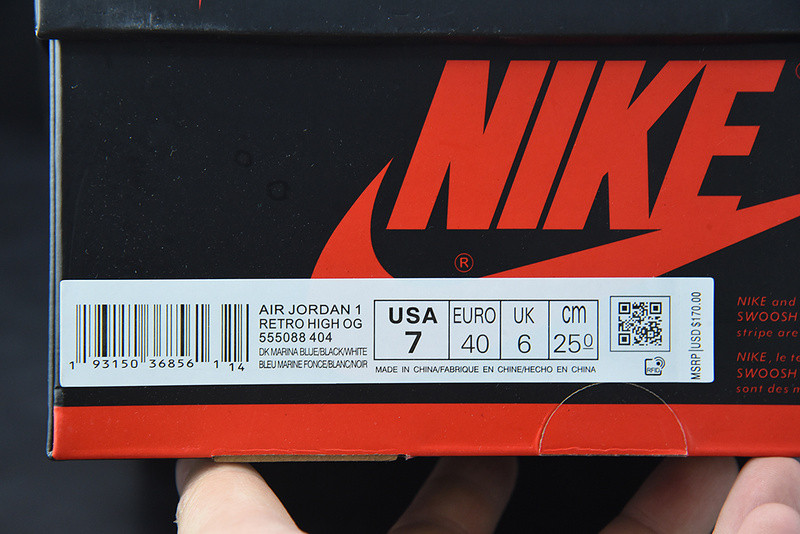 NIKE
®
AIR JORDAN 1
RETRO HIGH OG
555088 404
DK MARINA BLUE/BLACK/WHITE
BLEU MARINE FONCE/BLANC/NOIR
1 93150 36856 1 14
USA 7
EURO 40
UK 6
cm 25.0
MADE IN CHINA/FABRIQUE EN CHINE/HECHO EN CHINA
RFID
MSRP USD $170.00
NIKE and
SWOOSH
stripe are
NIKE, le te
SWOOSH
sont des m